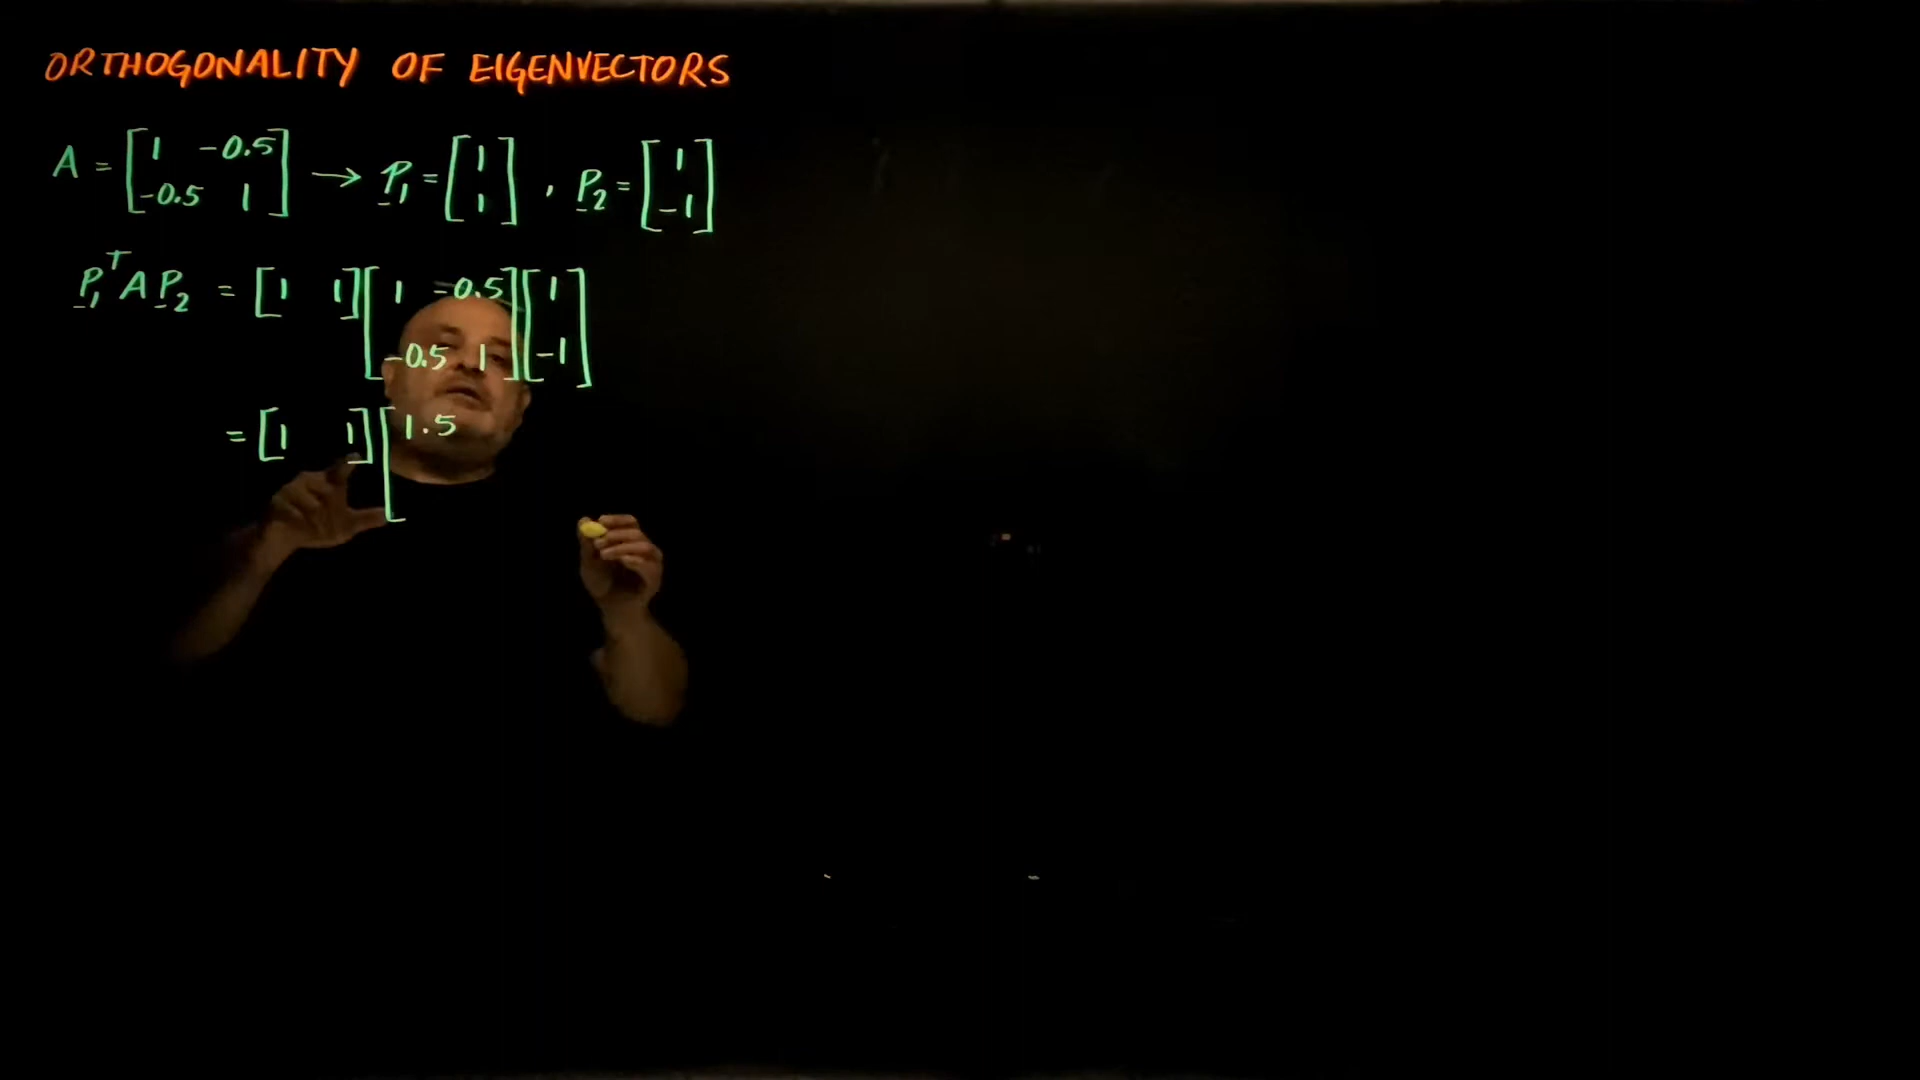 ORTHOGONALITY OF EIGENVECTORS
A = [1 -0.5; -0.5 1] → P₁ = [1; 1], P₂ = [1; -1]
P₁ᵀ A P₂ = [1 1] [1 -0.5; -0.5 1] [1; -1]
= [1 1] [1.5